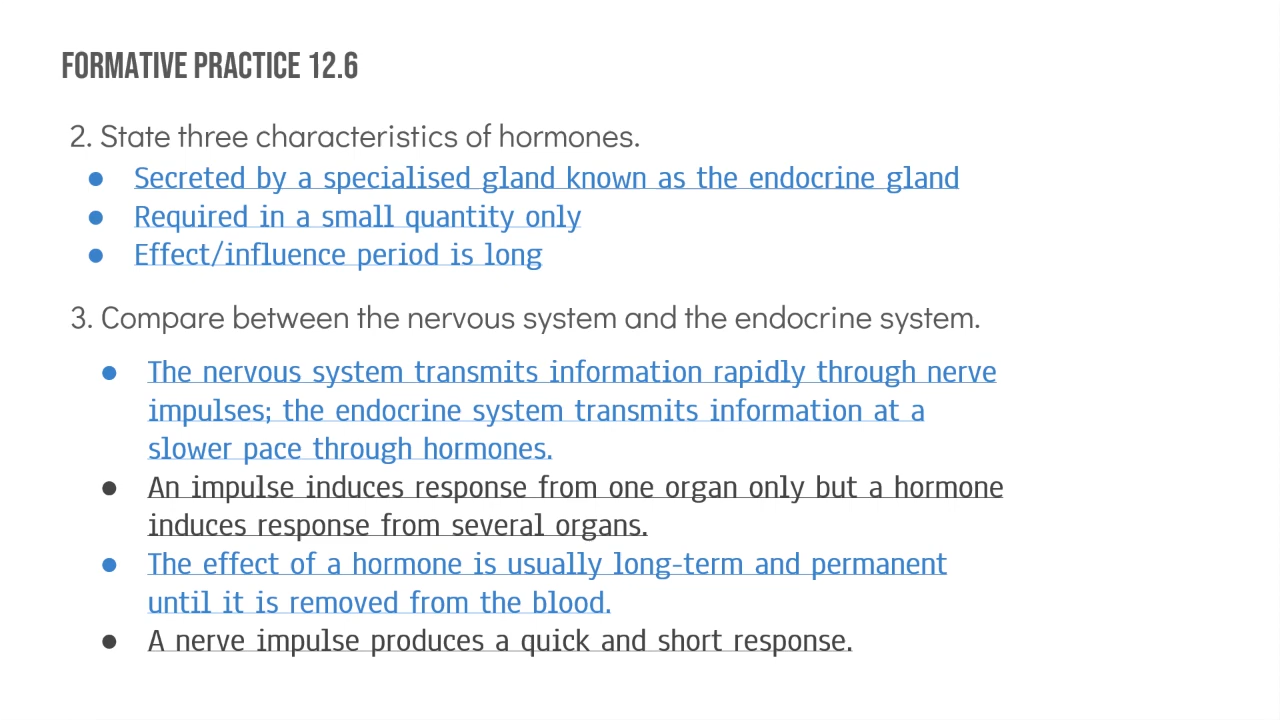 FORMATIVE PRACTICE 12.6
2. State three characteristics of hormones.
● Secreted by a specialised gland known as the endocrine gland
● Required in a small quantity only
● Effect/influence period is long
3. Compare between the nervous system and the endocrine system.
● The nervous system transmits information rapidly through nerve
impulses; the endocrine system transmits information at a
slower pace through hormones.
● An impulse induces response from one organ only but a hormone
induces response from several organs.
● The effect of a hormone is usually long-term and permanent
until it is removed from the blood.
● A nerve impulse produces a quick and short response.